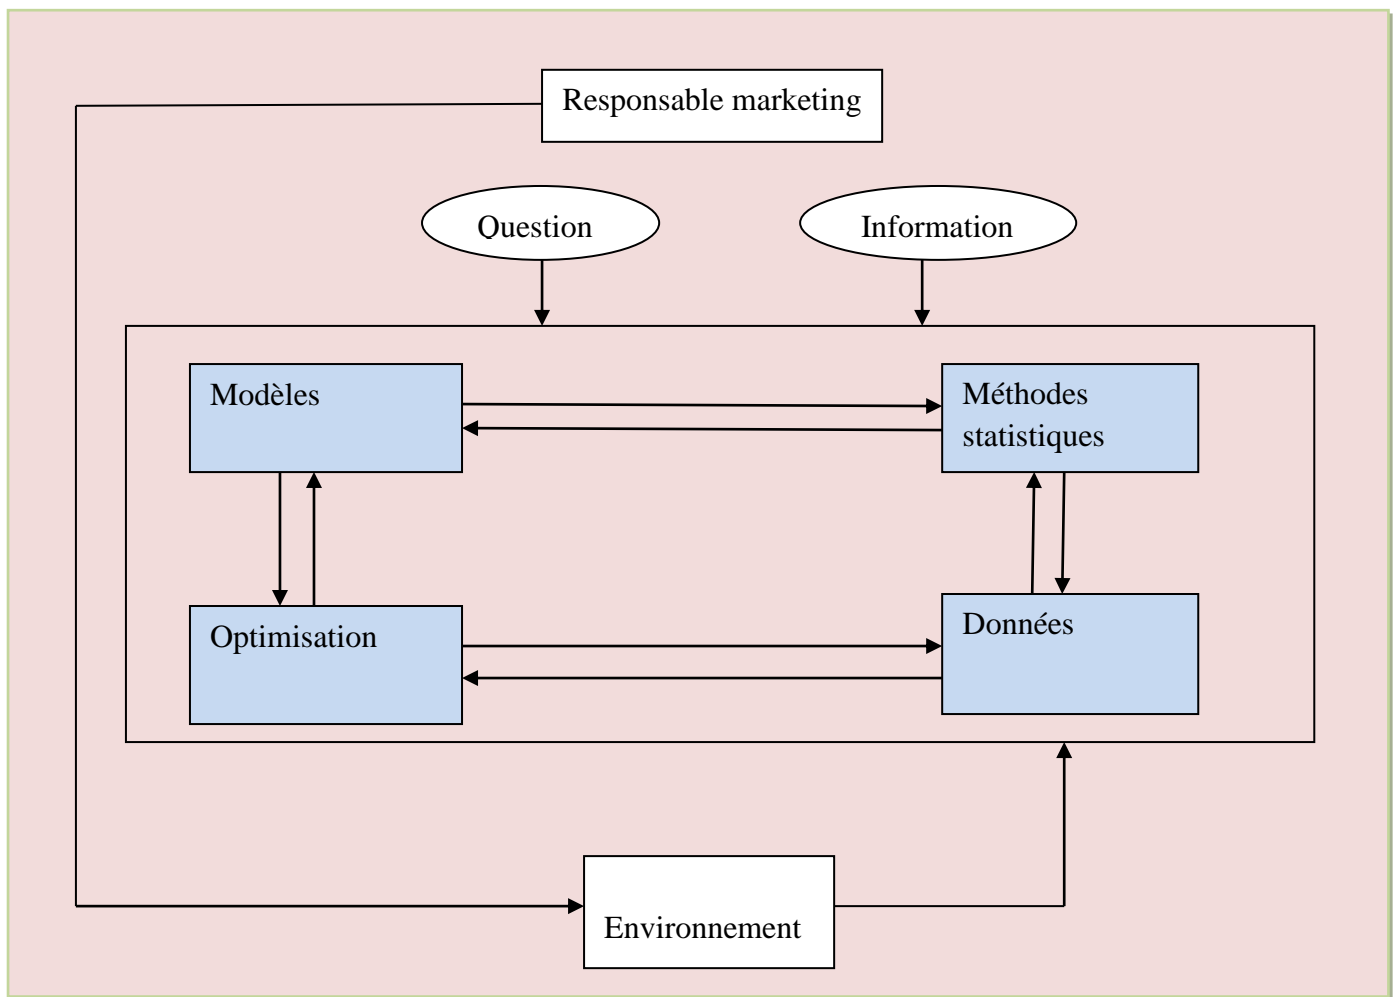 Responsable marketing
Question
Information
Modèles
Méthodes
statistiques
Optimisation
Données
Environnement